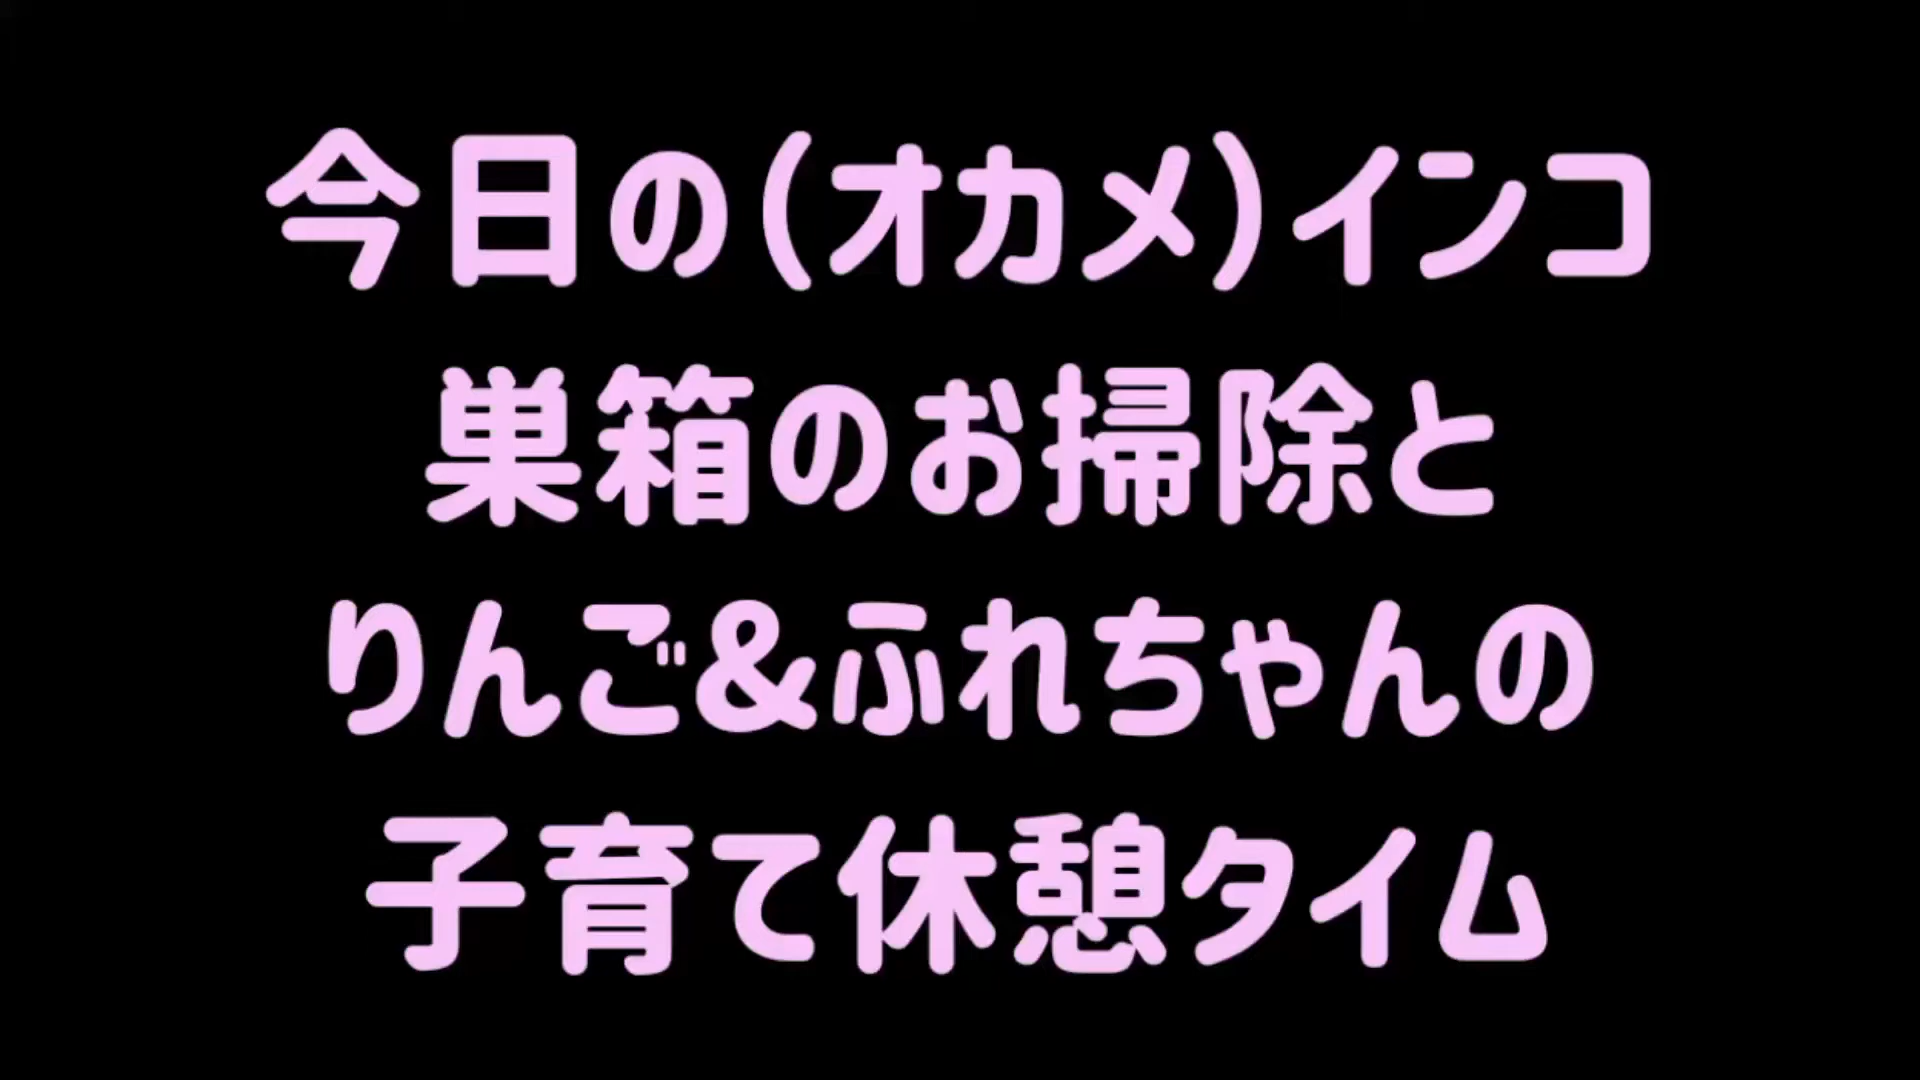 今日の(オカメ)インコ
巣箱のお掃除と
りんご&ふれちゃんの
子育て休憩タイム